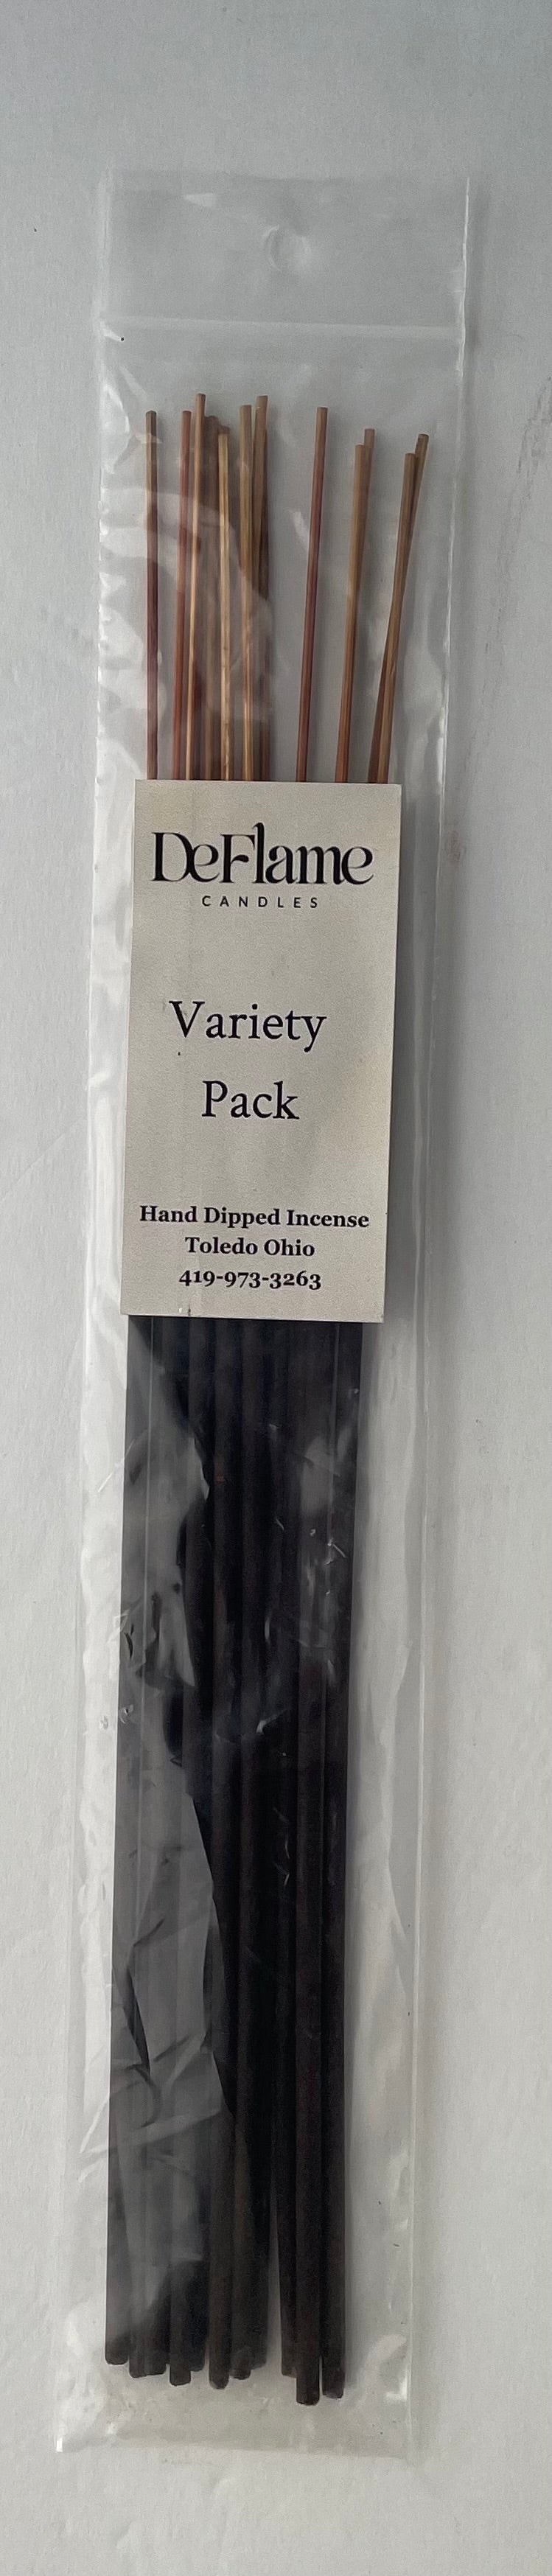 DeFlame
CANDLES
Variety
Pack
Hand Dipped Incense
Toledo Ohio
419-973-3263